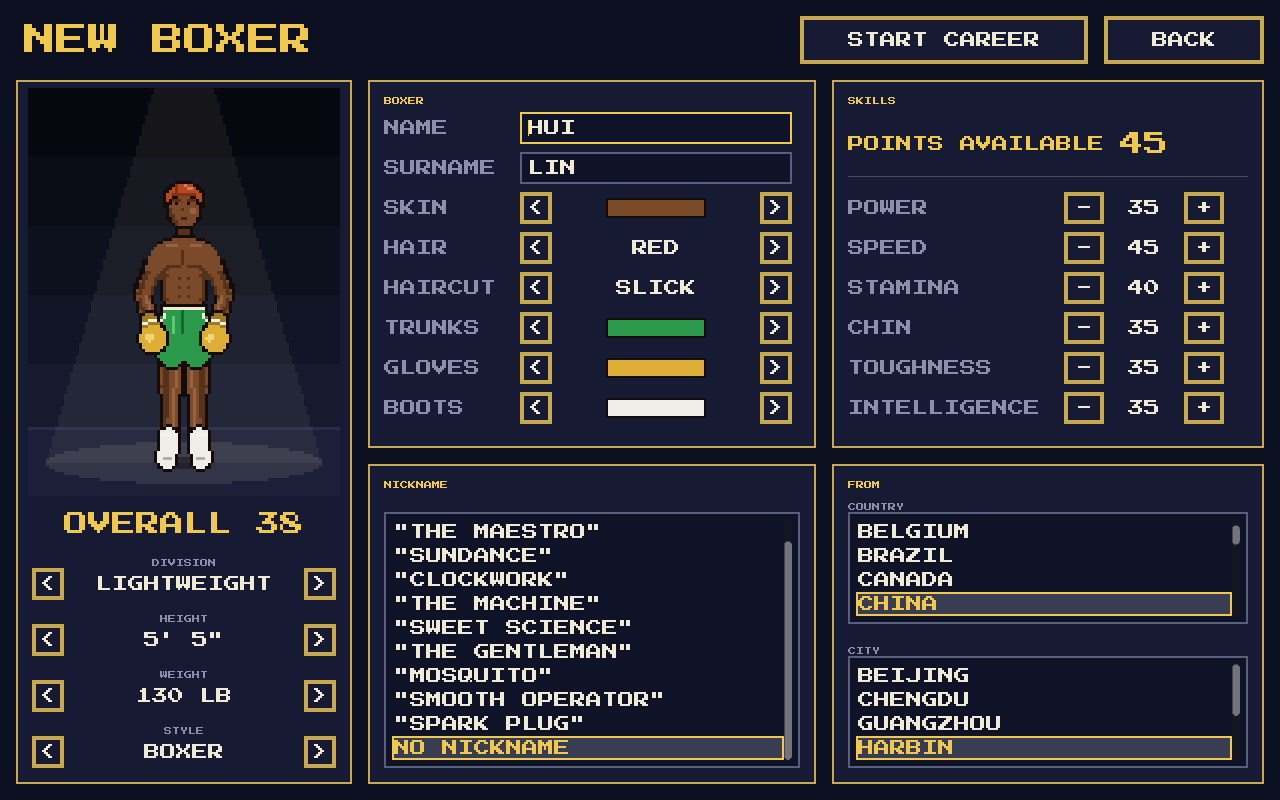 NEW BOXER
START CAREER
BACK
OVERALL 38
DIVISION
< LIGHTWEIGHT >
HEIGHT
< 5' 5" >
WEIGHT
< 130 LB >
STYLE
< BOXER >
BOXER
NAME HUI
SURNAME LIN
SKIN < >
HAIR < RED >
HAIRCUT < SLICK >
TRUNKS < >
GLOVES < >
BOOTS < >
SKILLS
POINTS AVAILABLE 45
POWER - 35 +
SPEED - 45 +
STAMINA - 40 +
CHIN - 35 +
TOUGHNESS - 35 +
INTELLIGENCE - 35 +
NICKNAME
"THE MAESTRO"
"SUNDANCE"
"CLOCKWORK"
"THE MACHINE"
"SWEET SCIENCE"
"THE GENTLEMAN"
"MOSQUITO"
"SMOOTH OPERATOR"
"SPARK PLUG"
NO NICKNAME
FROM
COUNTRY
BELGIUM
BRAZIL
CANADA
CHINA
CITY
BEIJING
CHENGDU
GUANGZHOU
HARBIN